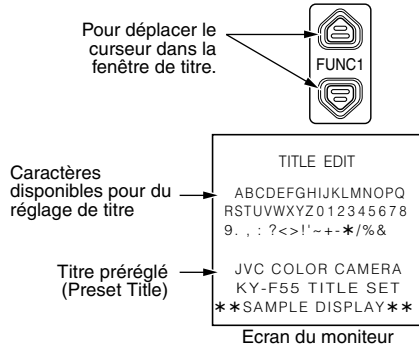 Pour déplacer le
curseur dans la
fenêtre de titre.
FUNC1
TITLE EDIT
Caractères
disponibles pour du
réglage de titre
ABCDEFGHIJKLMNOPQ
RSTUVWXYZ012345678
9. , : ?<>!'~+-∗/%&
Titre préréglé
(Preset Title)
JVC COLOR CAMERA
KY-F55 TITLE SET
∗∗SAMPLE DISPLAY∗∗
Ecran du moniteur